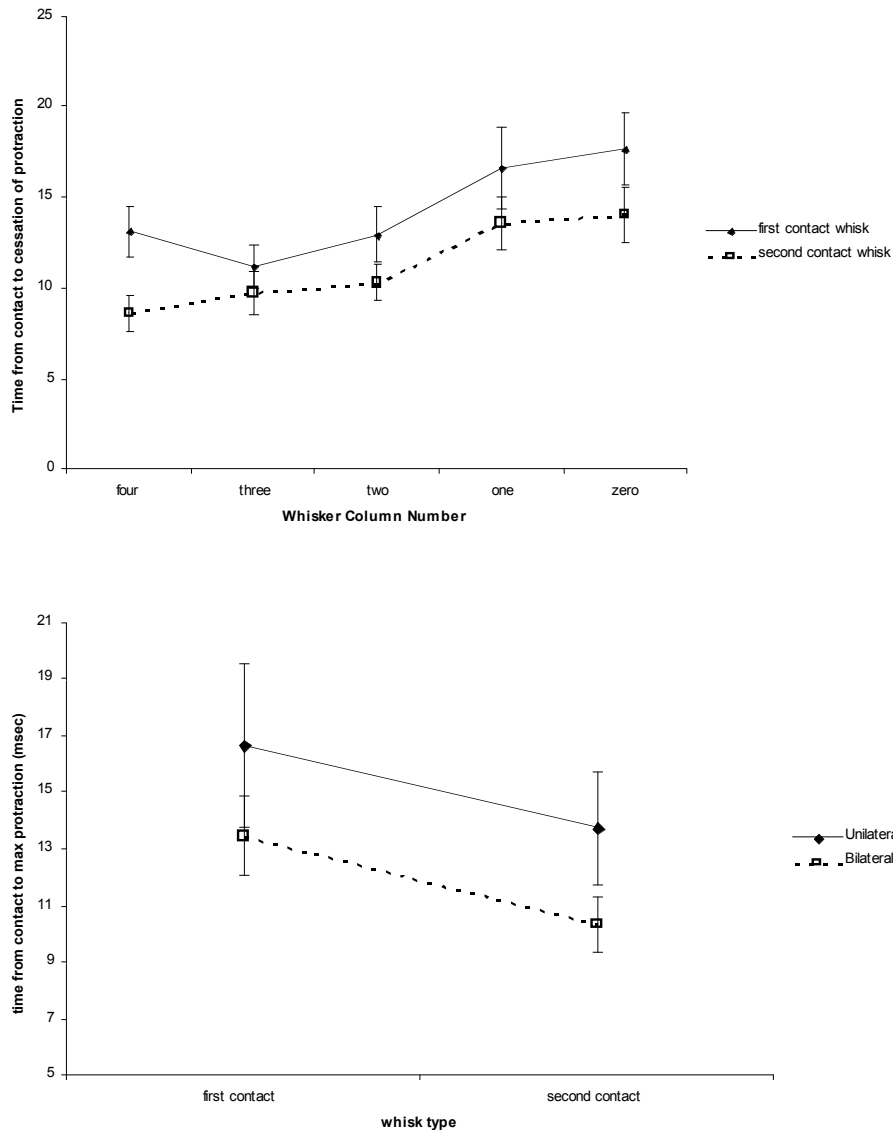 25
20
15
10
5
0
Time from contact to cessation of protraction
four three two one zero
Whisker Column Number
first contact whisk
second contact whisk
21
19
17
15
13
11
9
7
5
time from contact to max protraction (msec)
first contact second contact
whisk type
Unilatera
Bilateral